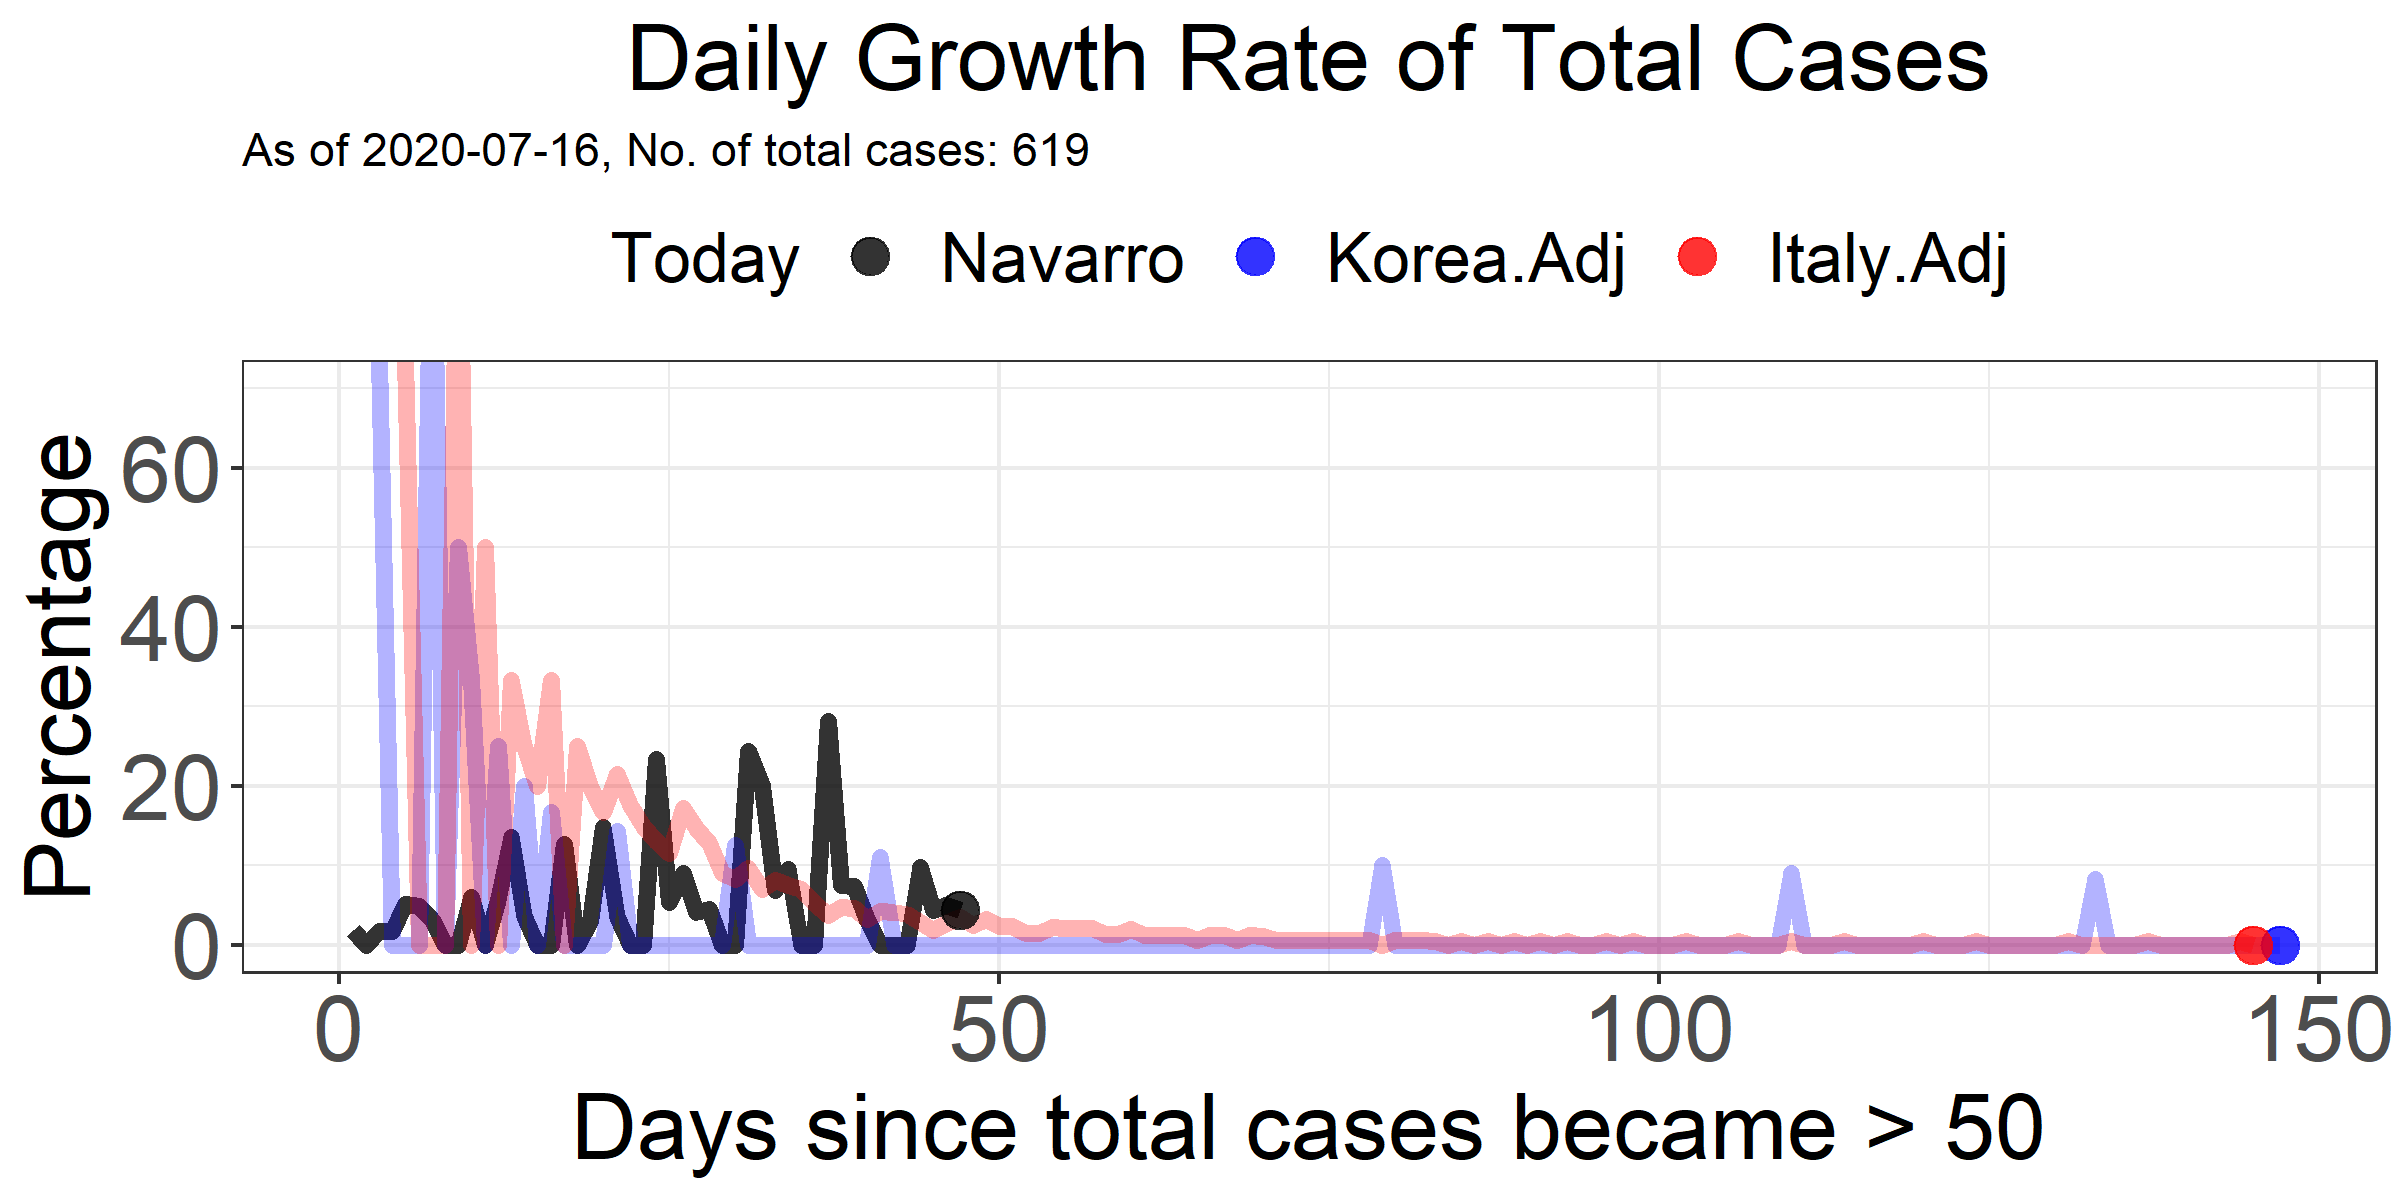 Daily Growth Rate of Total Cases
As of 2020-07-16, No. of total cases: 619
Today Navarro Korea.Adj Italy.Adj
Percentage
60
40
20
0
0 50 100 150
Days since total cases became > 50